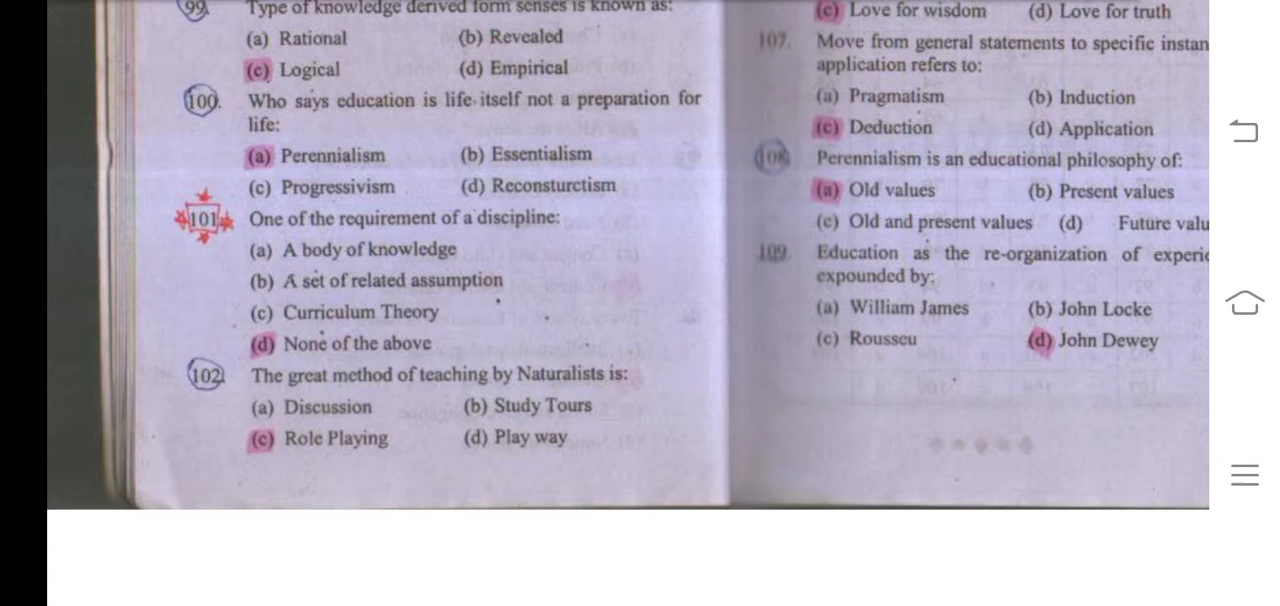 99. Type of knowledge derived form senses is known as:
(a) Rational (b) Revealed
(c) Logical (d) Empirical
100. Who says education is life itself not a preparation for
life:
(a) Perennialism (b) Essentialism
(c) Progressivism (d) Reconsturctism
101 One of the requirement of a discipline:
(a) A body of knowledge
(b) A set of related assumption
(c) Curriculum Theory
(d) None of the above
102. The great method of teaching by Naturalists is:
(a) Discussion (b) Study Tours
(c) Role Playing (d) Play way
(c) Love for wisdom (d) Love for truth
107. Move from general statements to specific instan
application refers to:
(a) Pragmatism (b) Induction
(c) Deduction (d) Application
108 Perennialism is an educational philosophy of:
(a) Old values (b) Present values
(c) Old and present values (d) Future valu
109. Education as the re-organization of experie
expounded by:
(a) William James (b) John Locke
(c) Rousseu (d) John Dewey